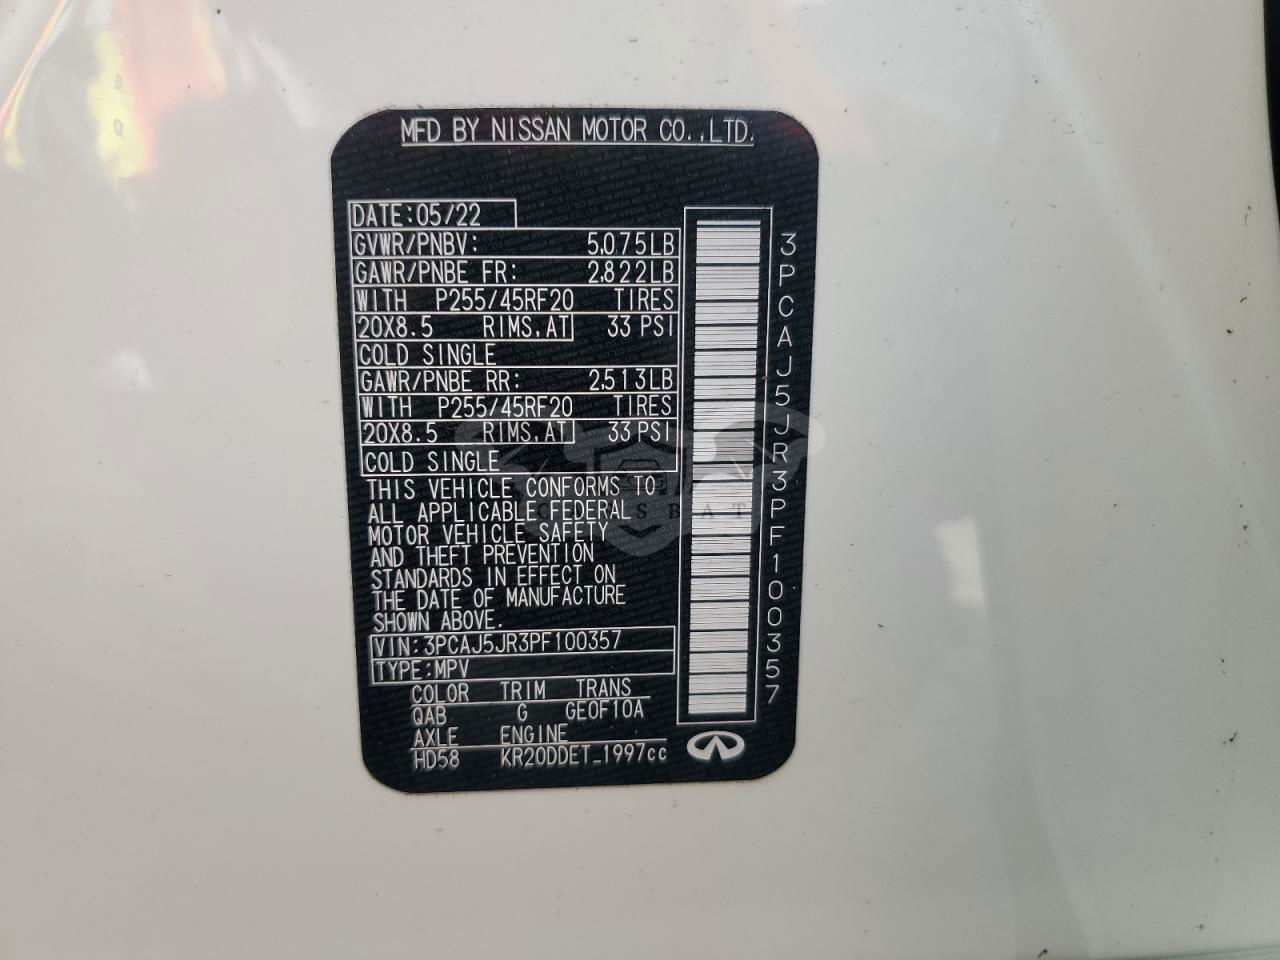 MFD BY NISSAN MOTOR CO.,LTD.
DATE:05/22
GVWR/PNBV: 5,075LB
GAWR/PNBE FR: 2,822LB
WITH P255/45RF20 TIRES
20X8.5 RIMS,AT 33 PSI
COLD SINGLE
GAWR/PNBE RR: 2,513LB
WITH P255/45RF20 TIRES
20X8.5 RIMS,AT 33 PSI
COLD SINGLE
THIS VEHICLE CONFORMS TO
ALL APPLICABLE FEDERAL
MOTOR VEHICLE SAFETY
AND THEFT PREVENTION
STANDARDS IN EFFECT ON
THE DATE OF MANUFACTURE
SHOWN ABOVE.
VIN:3PCAJ5JR3PF100357
TYPE:MPV
COLOR TRIM TRANS
QAB G GE0F10A
AXLE ENGINE
HD58 KR20DDET_1997cc
3PCAJ5JR3PF100357